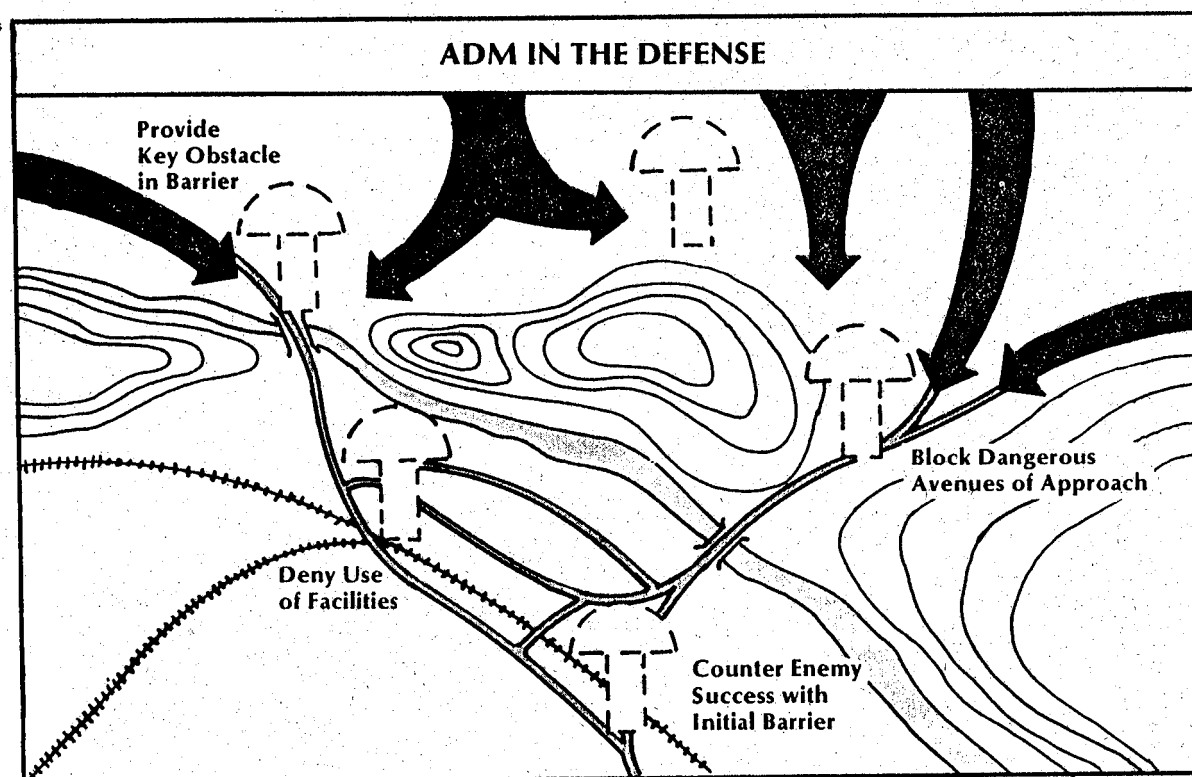 ADM IN THE DEFENSE
Provide
Key Obstacle
in Barrier
Block Dangerous
Avenues of Approach
Deny Use
of Facilities
Counter Enemy
Success with
Initial Barrier